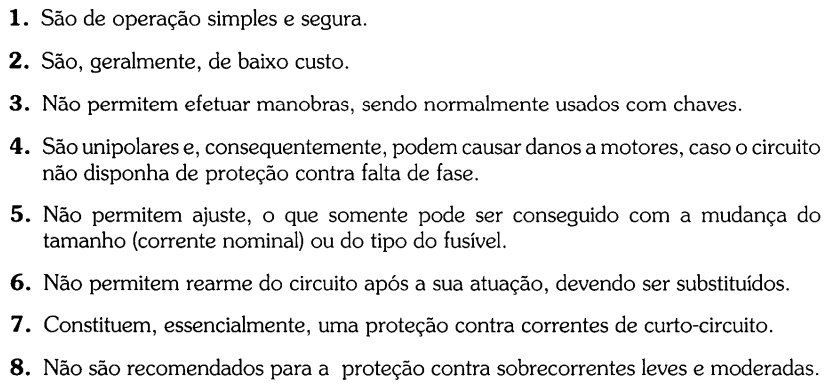 1. São de operação simples e segura.
2. São, geralmente, de baixo custo.
3. Não permitem efetuar manobras, sendo normalmente usados com chaves.
4. São unipolares e, consequentemente, podem causar danos a motores, caso o circuito
não disponha de proteção contra falta de fase.
5. Não permitem ajuste, o que somente pode ser conseguido com a mudança do
tamanho (corrente nominal) ou do tipo do fusível.
6. Não permitem rearme do circuito após a sua atuação, devendo ser substituídos.
7. Constituem, essencialmente, uma proteção contra correntes de curto-circuito.
8. Não são recomendados para a proteção contra sobrecorrentes leves e moderadas.